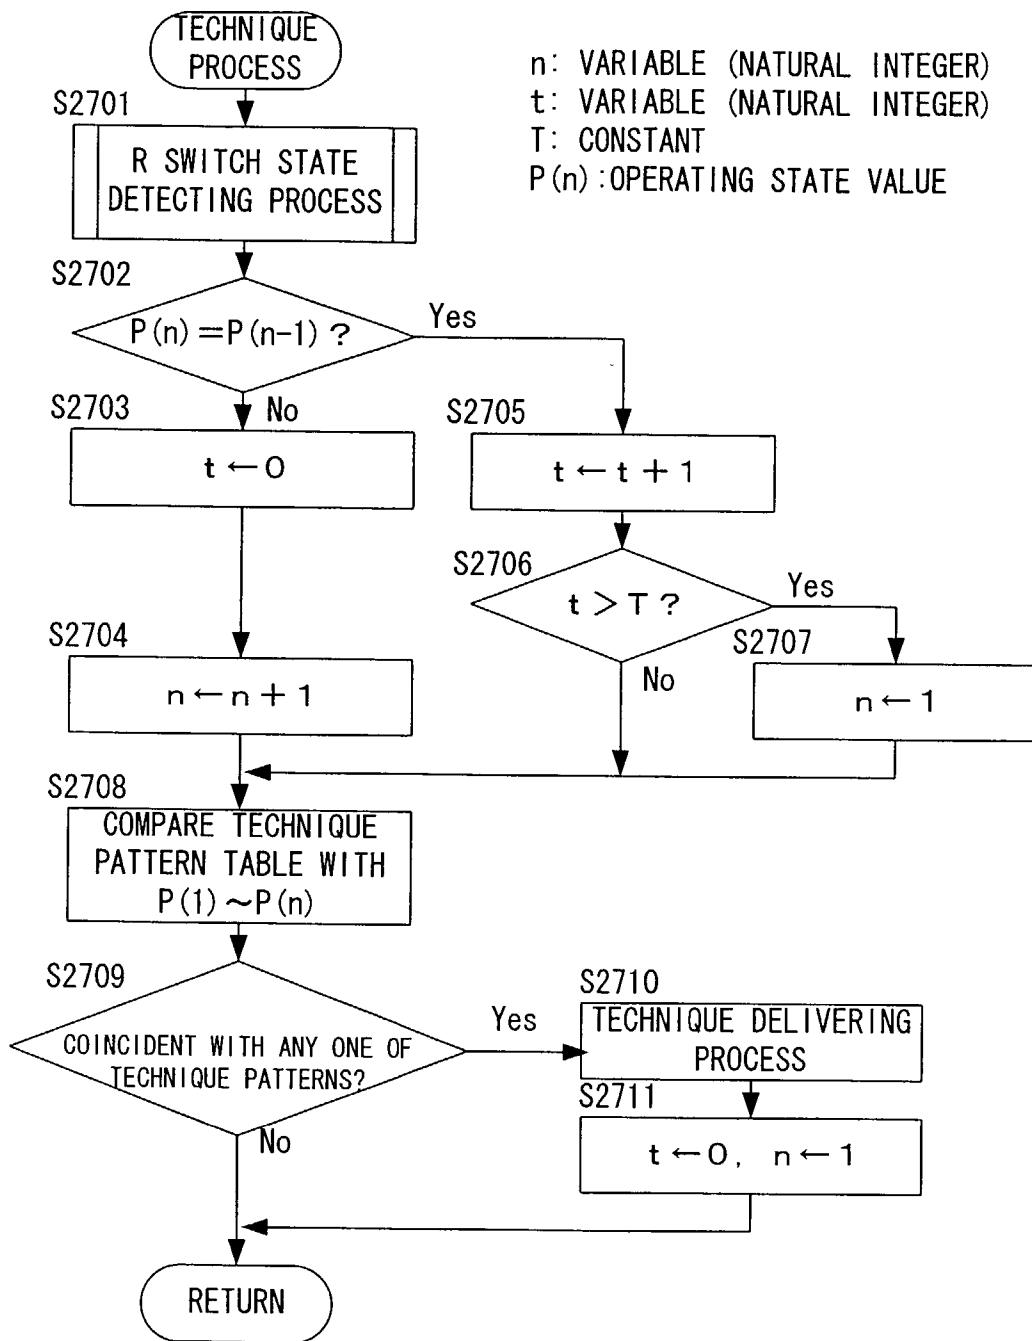 TECHNIQUE
PROCESS
n: VARIABLE (NATURAL INTEGER)
t: VARIABLE (NATURAL INTEGER)
T: CONSTANT
P(n):OPERATING STATE VALUE
S2701
R SWITCH STATE
DETECTING PROCESS
S2702
P(n)=P(n-1)?
Yes
No
S2703
t←0
S2705
t←t+1
S2706
t>T?
Yes
No
S2704
n←n+1
S2707
n←1
S2708
COMPARE TECHNIQUE
PATTERN TABLE WITH
P(1)~P(n)
S2709
COINCIDENT WITH ANY ONE OF
TECHNIQUE PATTERNS?
Yes
No
S2710
TECHNIQUE DELIVERING
PROCESS
S2711
t←0, n←1
RETURN